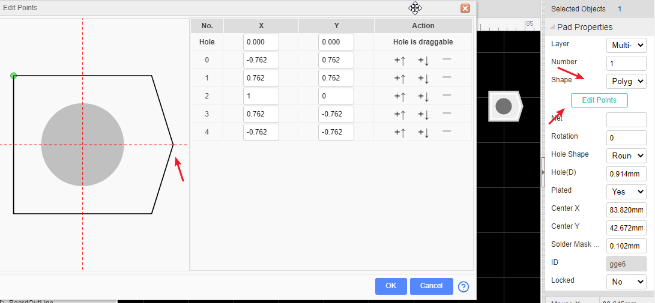 Edit Points
No. X Y Action
Hole 0.000 0.000 Hole is draggable
0 -0.762 0.762
1 0.762 0.762
2 1 0
3 0.762 -0.762
4 -0.762 -0.762
OK Cancel ?
85
Selected Objects 1
Pad Properties
Layer Multi-
Number 1
Shape Polyg
Edit Points
Net
Rotation 0
Hole Shape Roun
Hole(D) 0.914mm
Plated Yes
Center X 83.820mm
Center Y 42.672mm
Solder Mask ... 0.102mm
ID gge6
Locked No